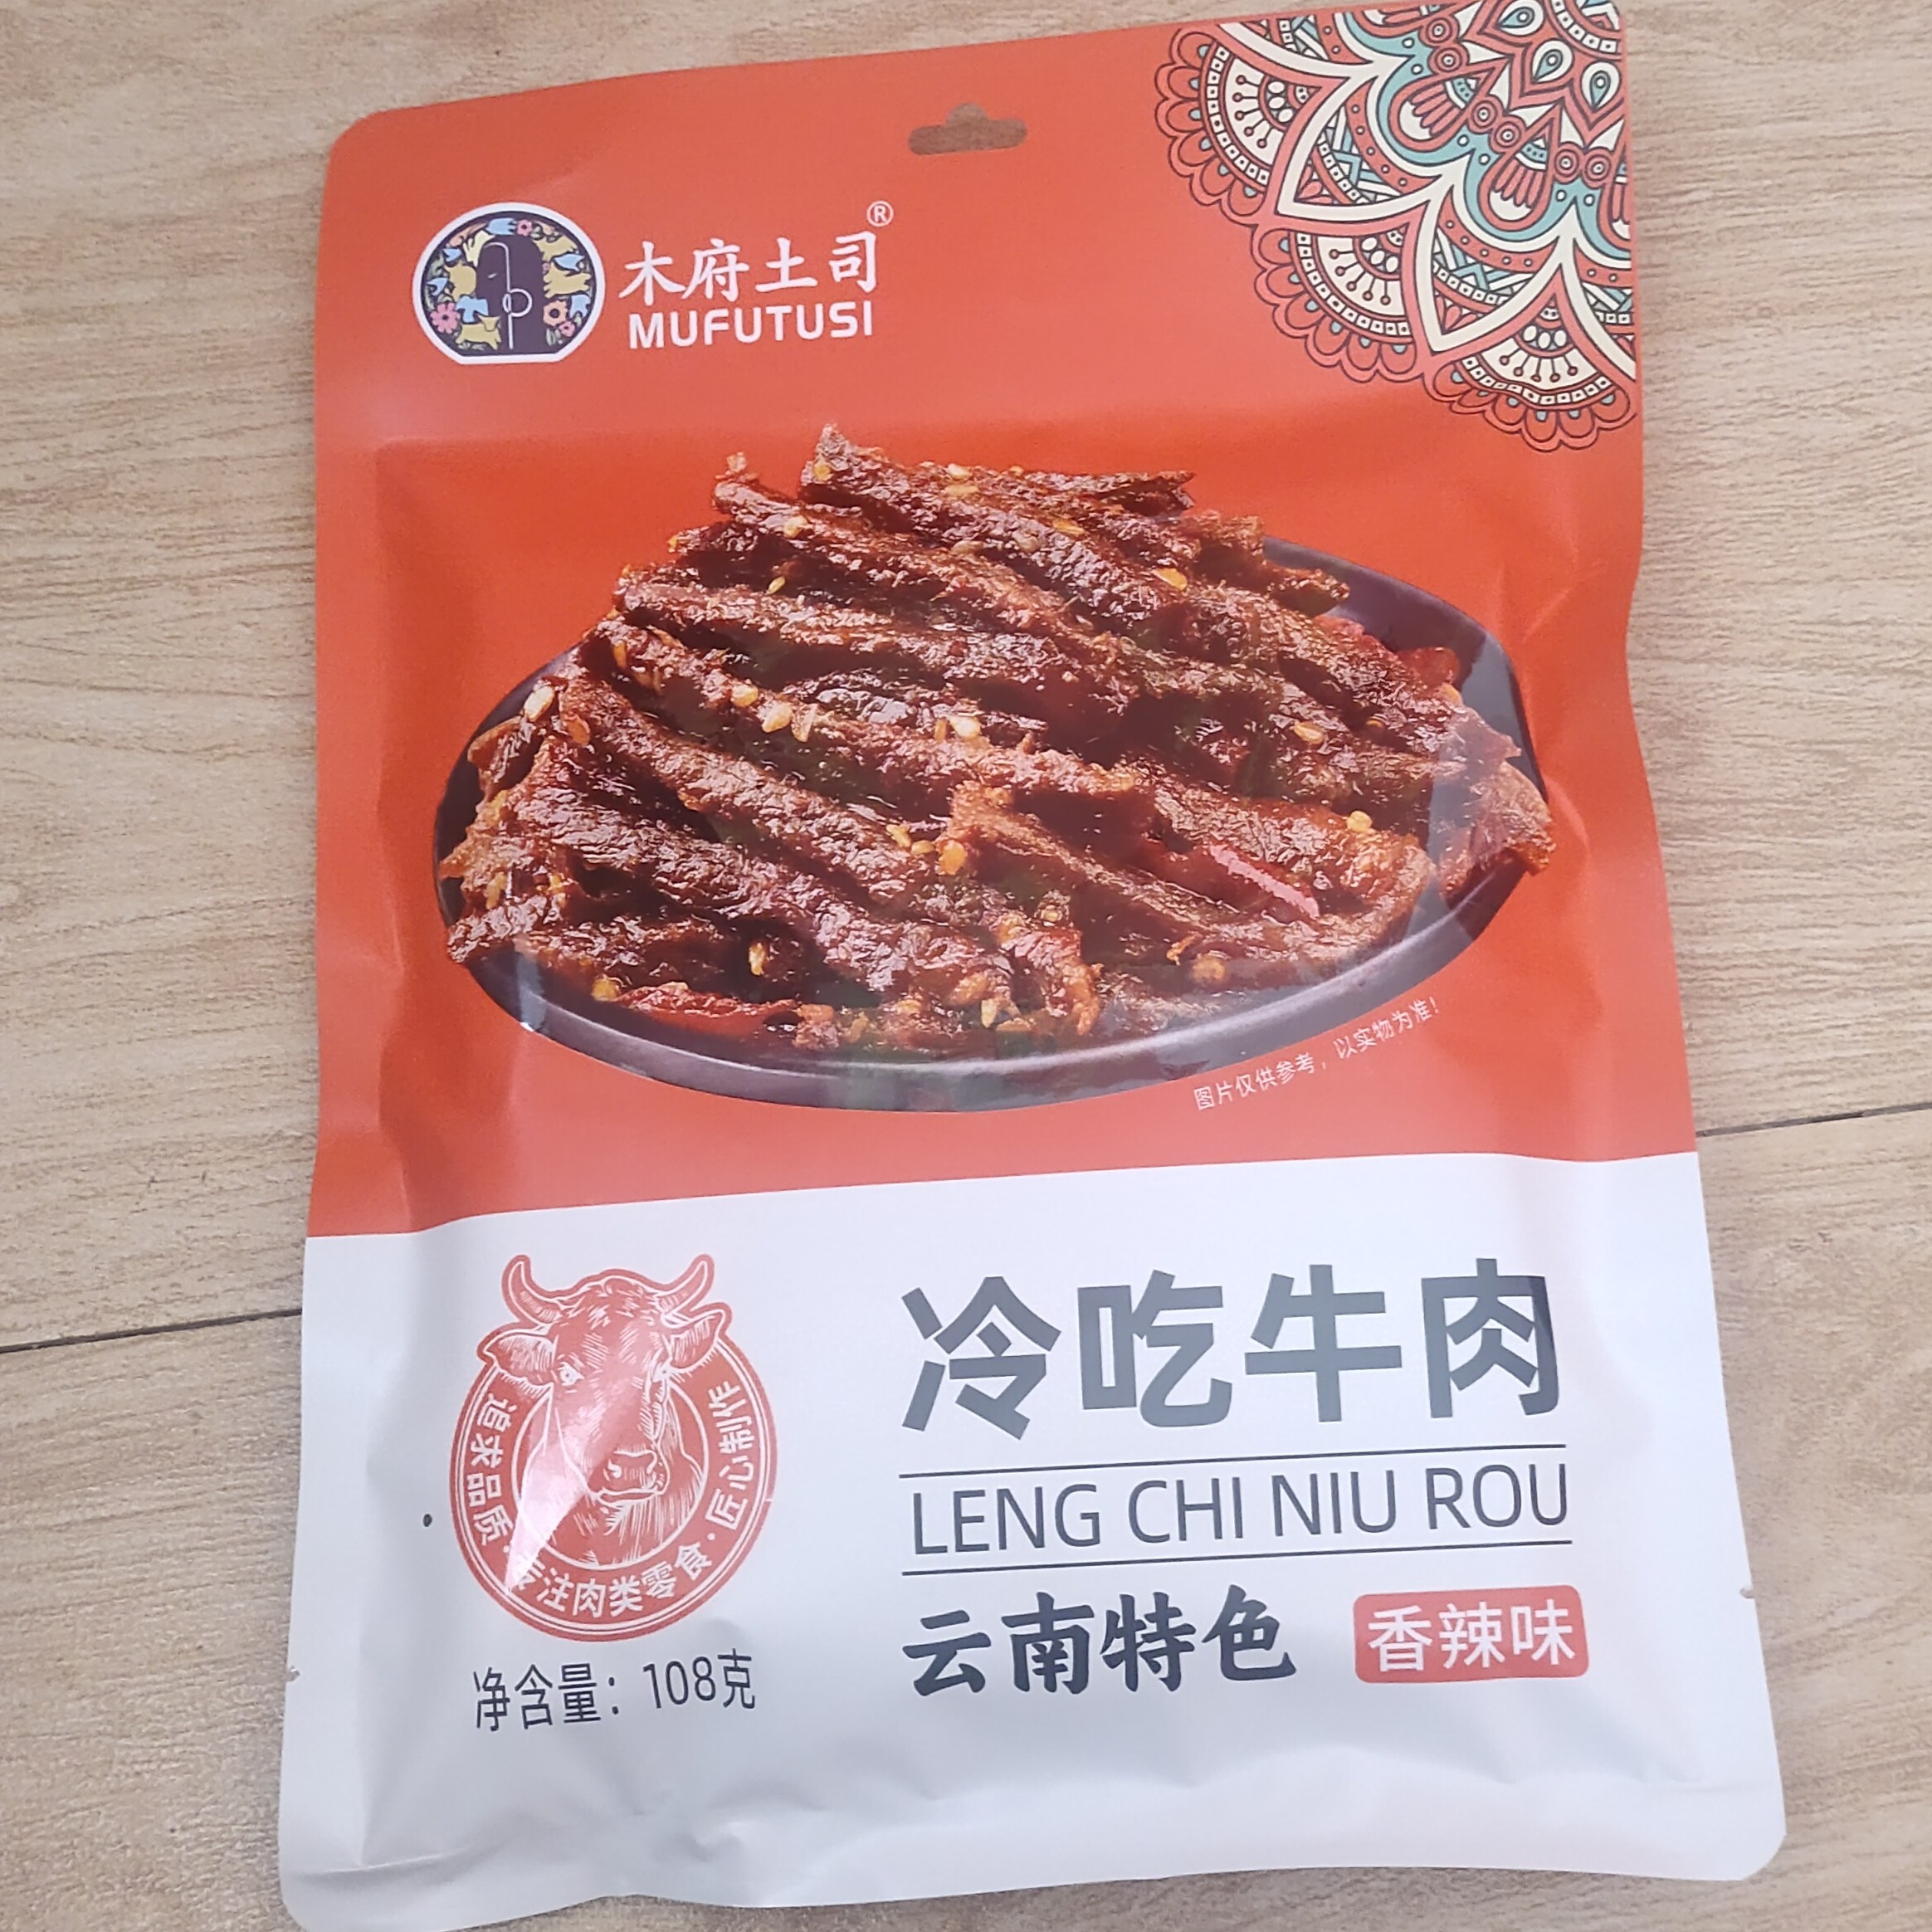 木府土司®
MUFUTUSI
图片仅供参考，以实物为准！
冷吃牛肉
LENG CHI NIU ROU
云南特色
香辣味
追求品质·专注肉类零食·匠心制作
净含量：108克